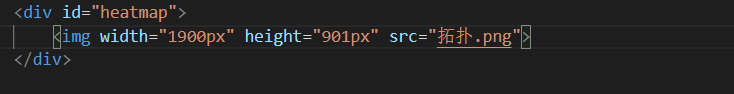 <div id="heatmap">
<img width="1900px" height="901px" src="拓扑.png">
</div>